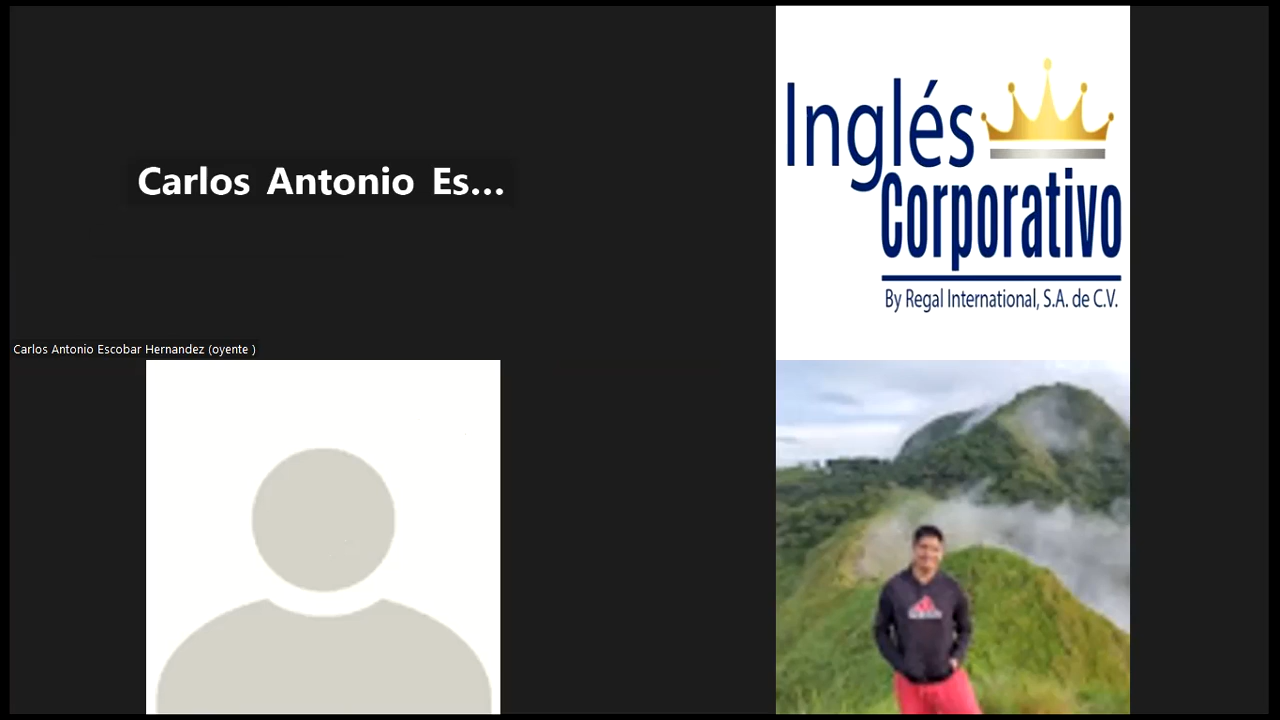 Carlos Antonio Es...
Carlos Antonio Escobar Hernandez (oyente )
Inglés
Corporativo
By Regal International, S.A. de C.V.